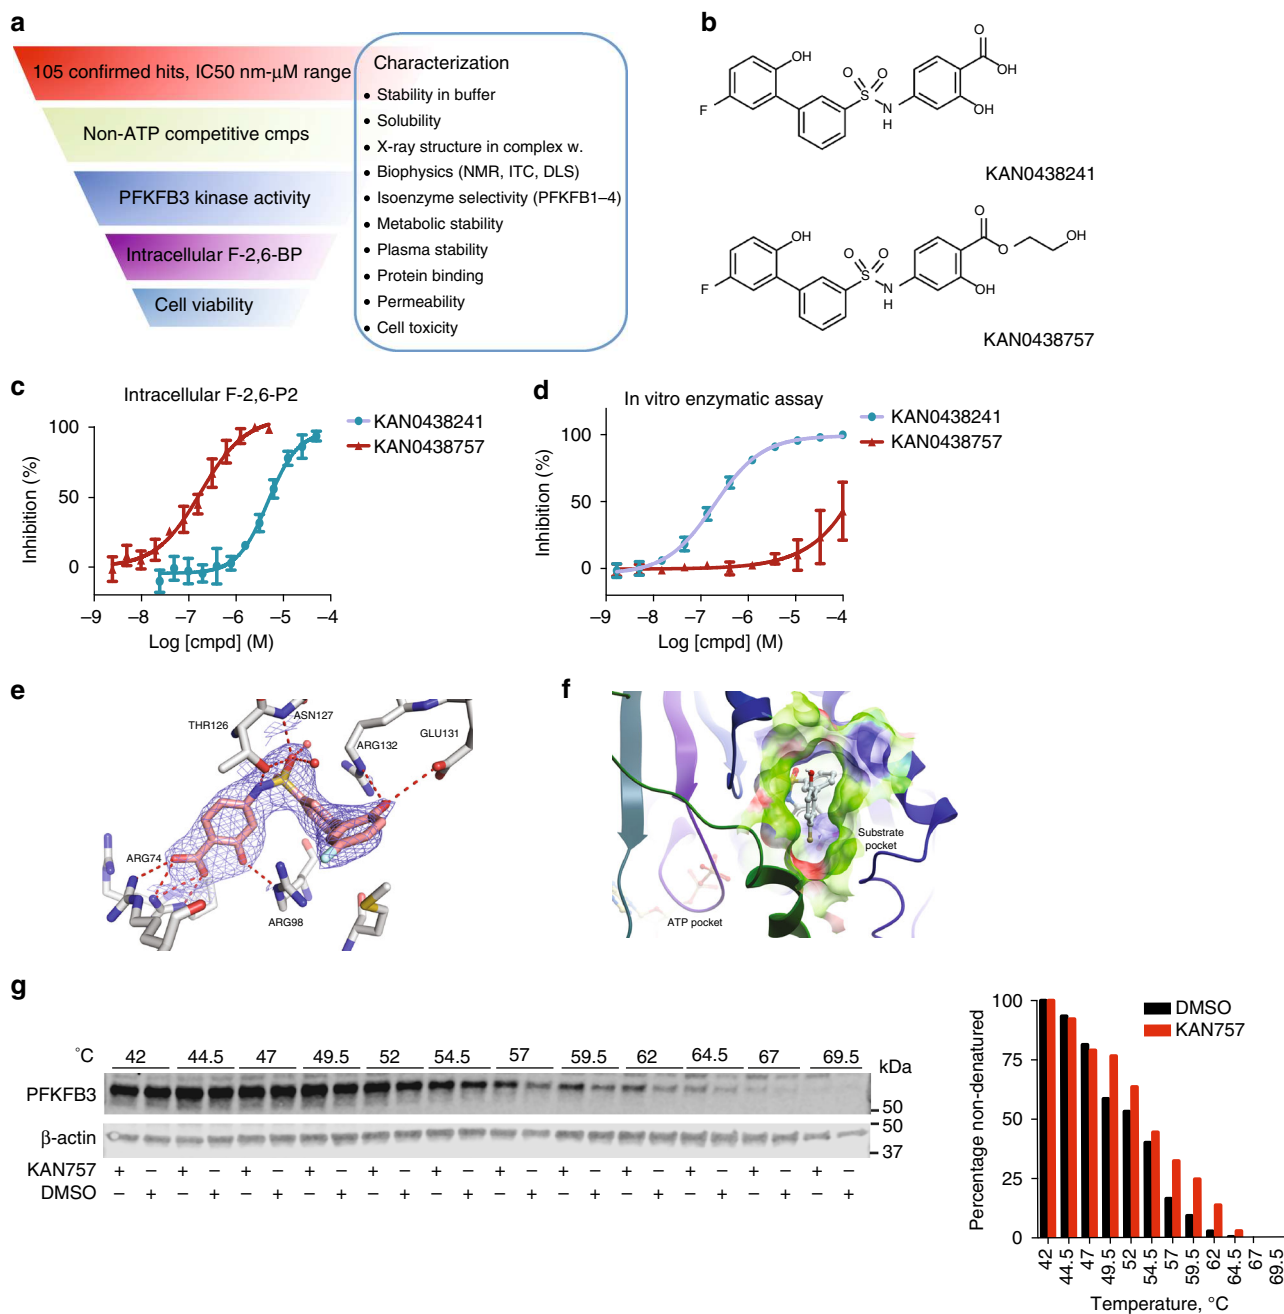 a
105 confirmed hits, IC50 nm-μM range
Non-ATP competitive cmps
PFKFB3 kinase activity
Intracellular F-2,6-BP
Cell viability
Characterization
• Stability in buffer
• Solubility
• X-ray structure in complex w.
• Biophysics (NMR, ITC, DLS)
• Isoenzyme selectivity (PFKFB1–4)
• Metabolic stability
• Plasma stability
• Protein binding
• Permeability
• Cell toxicity
b
OH
F
O O
S
N
H
O
OH
OH
KAN0438241
OH
F
O O
S
N
H
O
O
OH
OH
KAN0438757
c
Intracellular F-2,6-P2
KAN0438241
KAN0438757
Inhibition (%)
100
50
0
–9 –8 –7 –6 –5 –4
Log [cmpd] (M)
d
In vitro enzymatic assay
KAN0438241
KAN0438757
Inhibition (%)
100
50
0
–9 –8 –7 –6 –5 –4
Log [cmpd] (M)
e
THR126
ASN127
ARG132
GLU131
ARG74
ARG98
f
Substrate
pocket
ATP pocket
g
°C 42 44.5 47 49.5 52 54.5 57 59.5 62 64.5 67 69.5 kDa
PFKFB3
50
β-actin
50
37
KAN757 + – + – + – + – + – + – + – + – + – + – + – + –
DMSO – + – + – + – + – + – + – + – + – + – + – + – +
DMSO
KAN757
Percentage non-denatured
100
75
50
25
0
42 44.5 47 49.5 52 54.5 57 59.5 62 64.5 67 69.5
Temperature, °C